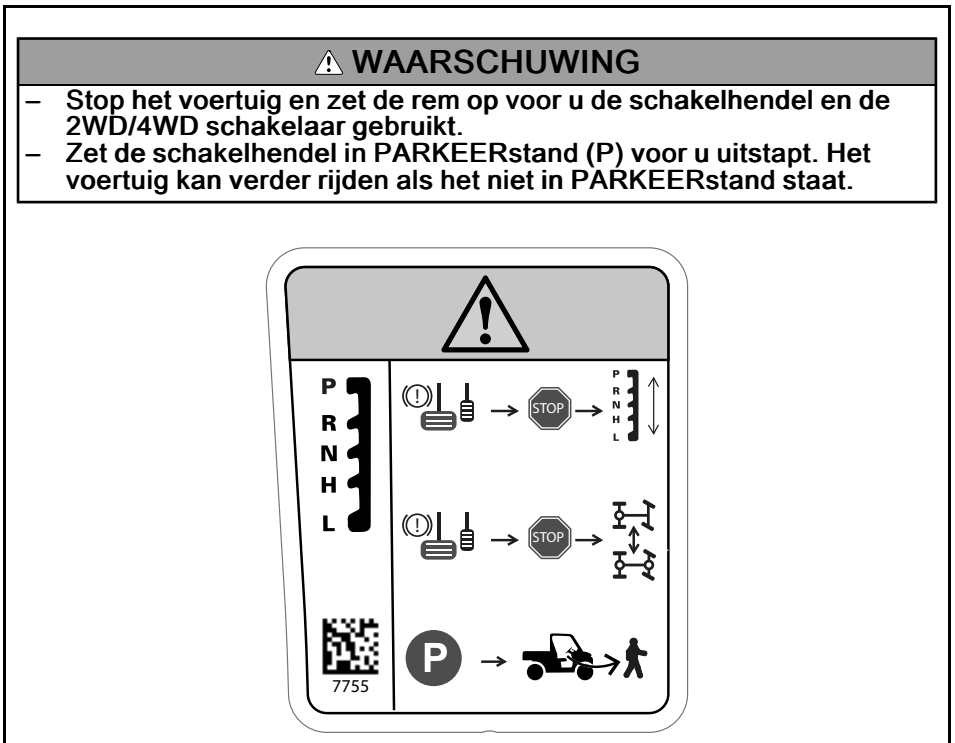 ⚠ WAARSCHUWING
– Stop het voertuig en zet de rem op voor u de schakelhendel en de
2WD/4WD schakelaar gebruikt.
– Zet de schakelhendel in PARKEERstand (P) voor u uitstapt. Het
voertuig kan verder rijden als het niet in PARKEERstand staat.
!
P
R
N
H
L
(!)
STOP
P
R
N
H
L
(!)
STOP
P
7755